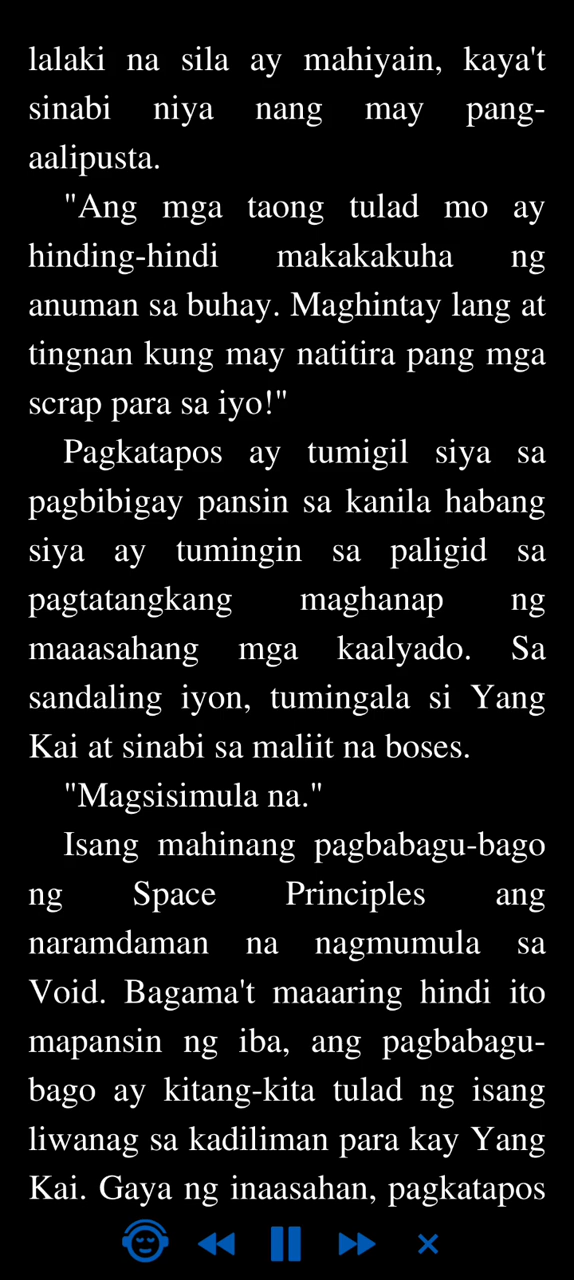 lalaki na sila ay mahiyain, kaya't
sinabi niya nang may pang-
aalipusta.
"Ang mga taong tulad mo ay
hinding-hindi makakakuha ng
anuman sa buhay. Maghintay lang at
tingnan kung may natitira pang mga
scrap para sa iyo!"
Pagkatapos ay tumigil siya sa
pagbibigay pansin sa kanila habang
siya ay tumingin sa paligid sa
pagtatangkang maghanap ng
maaasahang mga kaalyado. Sa
sandaling iyon, tumingala si Yang
Kai at sinabi sa maliit na boses.
"Magsisimula na."
Isang mahinang pagbabagu-bago
ng Space Principles ang
naramdaman na nagmumula sa
Void. Bagama't maaaring hindi ito
mapansin ng iba, ang pagbabagu-
bago ay kitang-kita tulad ng isang
liwanag sa kadiliman para kay Yang
Kai. Gaya ng inaasahan, pagkatapos